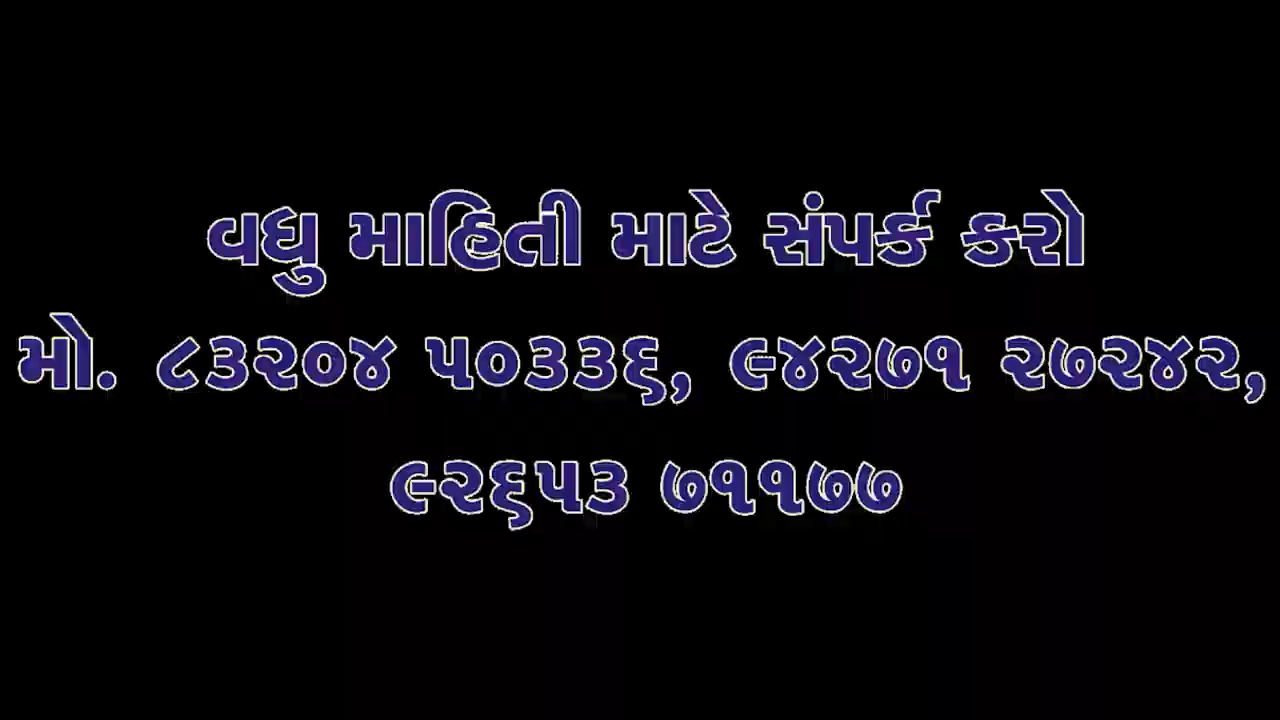 વધુ માહિતી માટે સંપર્ક કરો
મો. ૮૩૨૦૪ ૫૦૩૩૬, ૯૪૨૭૧ ૨૭૨૪૨,
૯૨૬૫૩ ૭૧૧૭૭